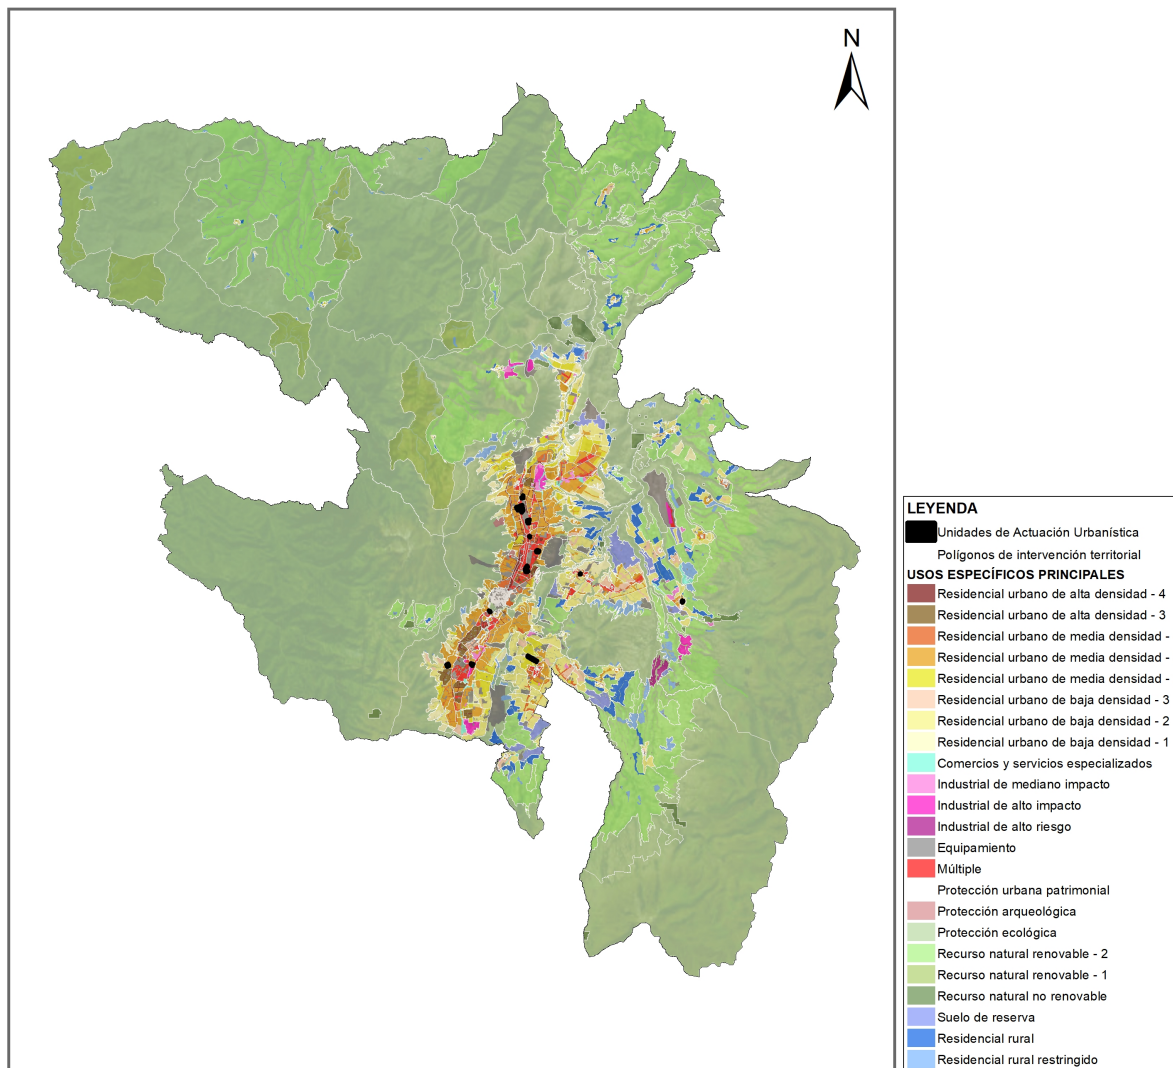 N
LEYENDA
Unidades de Actuación Urbanística
Polígonos de intervención territorial
USOS ESPECÍFICOS PRINCIPALES
Residencial urbano de alta densidad - 4
Residencial urbano de alta densidad - 3
Residencial urbano de media densidad -
Residencial urbano de media densidad -
Residencial urbano de media densidad -
Residencial urbano de baja densidad - 3
Residencial urbano de baja densidad - 2
Residencial urbano de baja densidad - 1
Comercios y servicios especializados
Industrial de mediano impacto
Industrial de alto impacto
Industrial de alto riesgo
Equipamiento
Múltiple
Protección urbana patrimonial
Protección arqueológica
Protección ecológica
Recurso natural renovable - 2
Recurso natural renovable - 1
Recurso natural no renovable
Suelo de reserva
Residencial rural
Residencial rural restringido